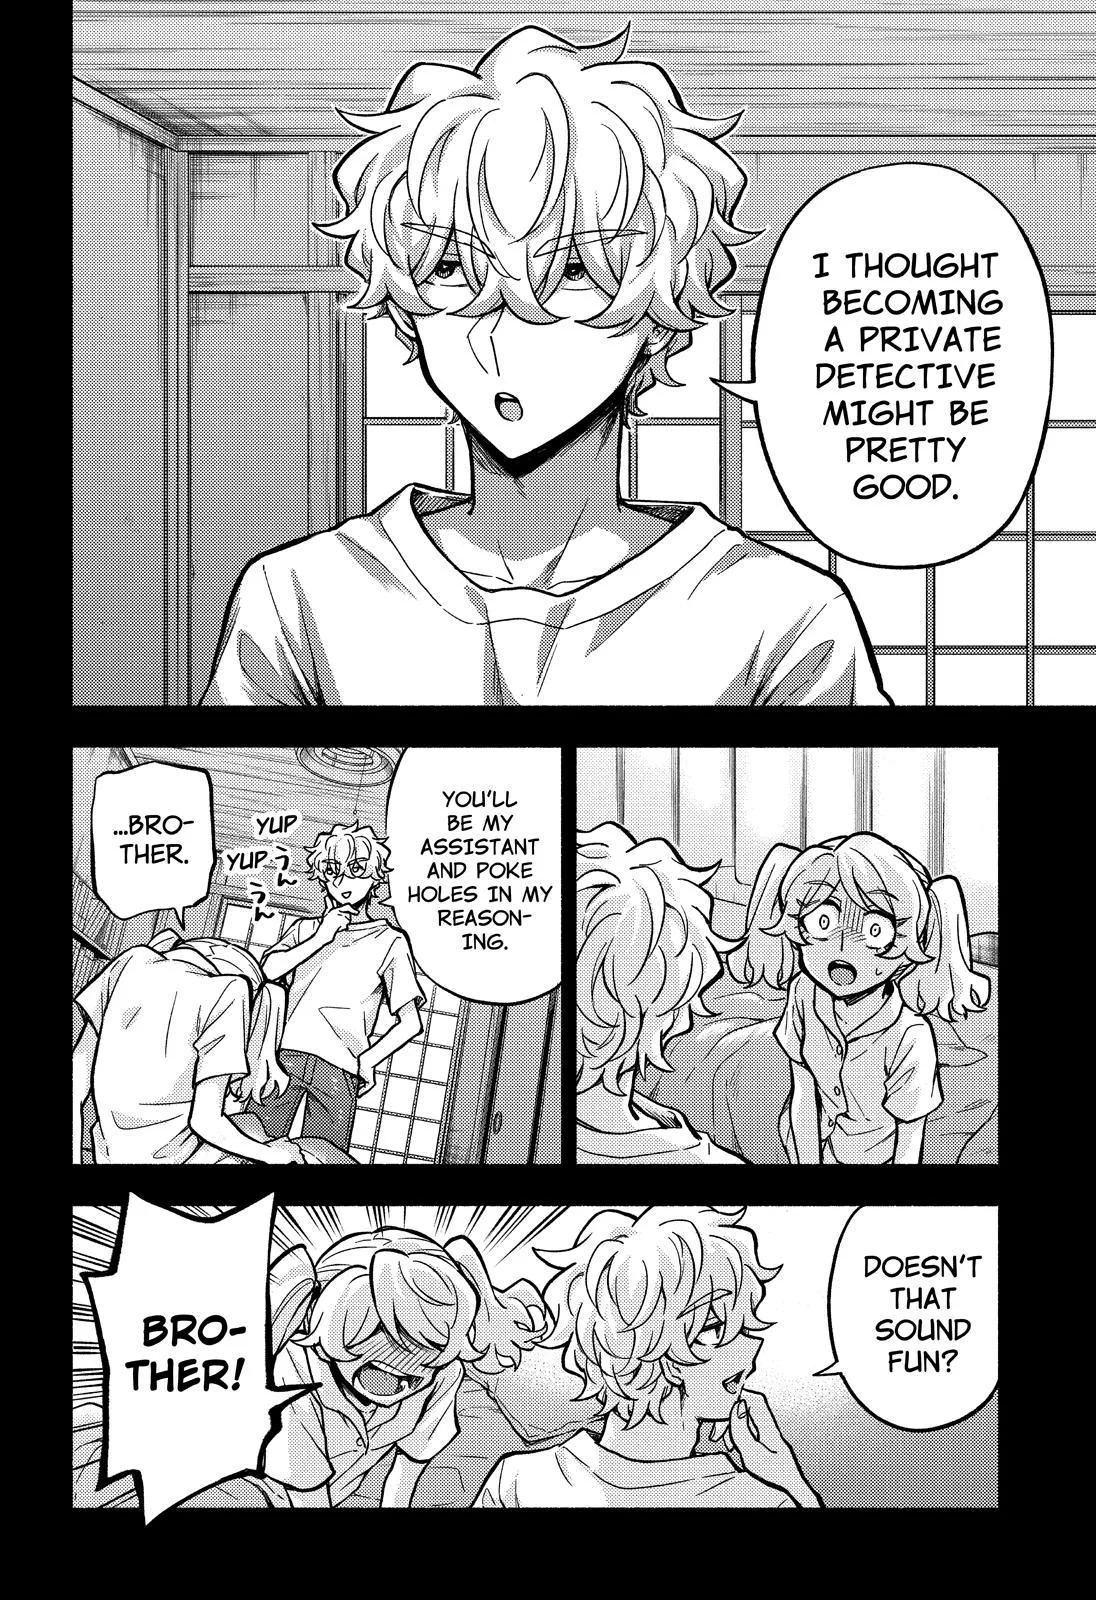 I THOUGHT
BECOMING
A PRIVATE
DETECTIVE
MIGHT BE
PRETTY
GOOD.
YOU'LL
BE MY
ASSISTANT
AND POKE
HOLES IN MY
REASON-
ING.
YUP
うん
YUP
うん
...BRO-
THER.
DOESN'T
THAT
SOUND
FUN?
BRO-
THER!